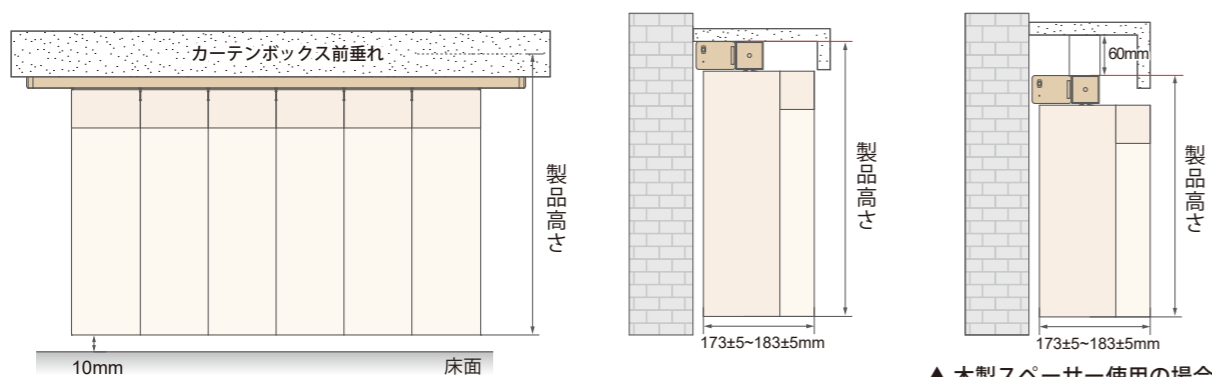 カーテンボックス前垂れ
製品高さ
10mm
床面
製品高さ
173±5~183±5mm
60mm
製品高さ
173±5~183±5mm
▲ 木製スペーサー使用の場合